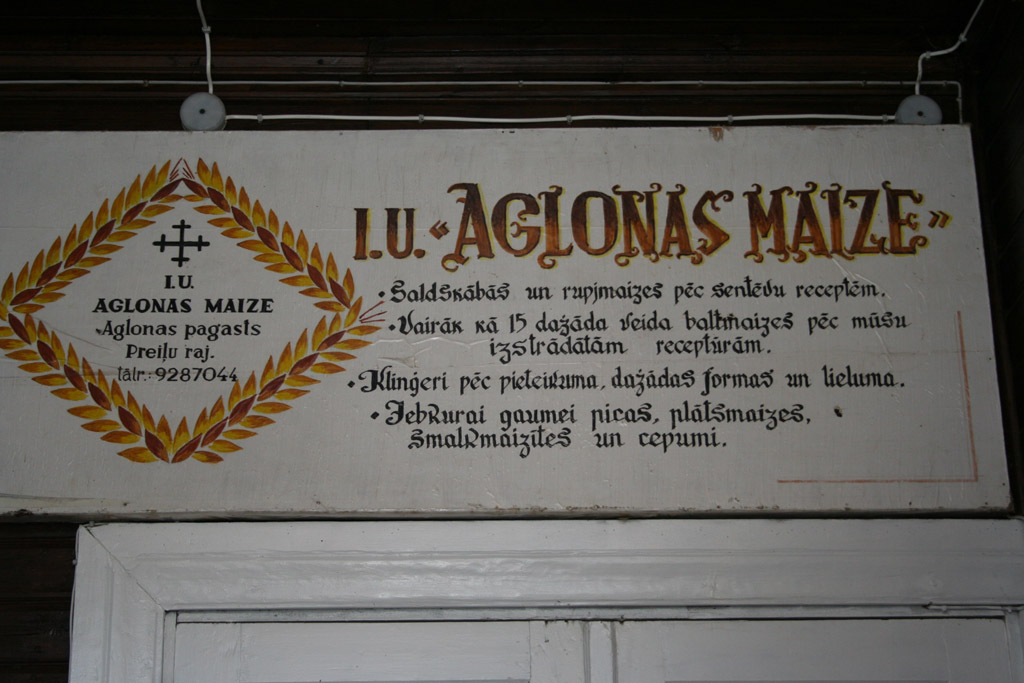 I.U.
AGLONAS MAIZE
Aglonas pagasts
Preiļu raj.
tālr.: 9287044
I.U. «AGLONAS MAIZE»
• Saldskābās un rupjmaizes pēc sentēvu receptēm.
• Vairāk kā 15 dažāda veida baltmaizes pēc mūsu
izstrādātām receptūrām.
• Klinģeri pēc pieteikuma, dažādas formas un lieluma.
• Jebkurai gaumei picas, plātsmaizes,
smalkmaizītes un cepumi.